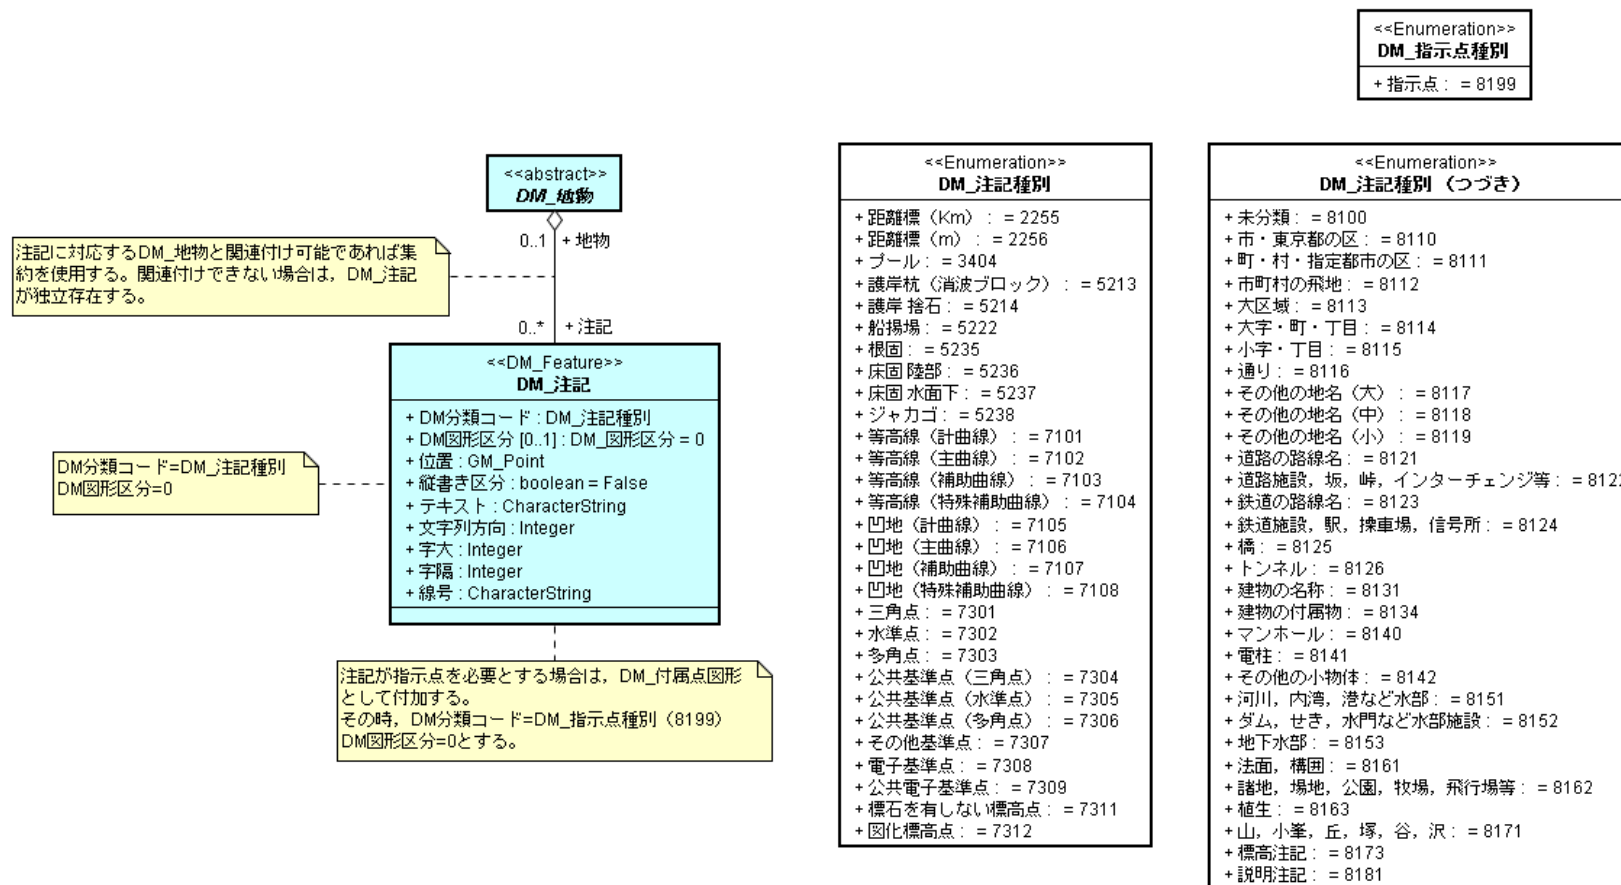 <<Enumeration>>
DM_指示点種別
+ 指示点 : = 8199
<<abstract>>
DM_地物
0..1
+ 地物
注記に対応するDM_地物と関連付け可能であれば集
約を使用する。関連付けできない場合は，DM_注記
が独立存在する。
0..*
+ 注記
<<DM_Feature>>
DM_注記
+ DM分類コード : DM_注記種別
+ DM図形区分 [0..1] : DM_図形区分 = 0
+ 位置 : GM_Point
+ 縦書き区分 : boolean = False
+ テキスト : CharacterString
+ 文字列方向 : Integer
+ 字大 : Integer
+ 字隔 : Integer
+ 線号 : CharacterString
DM分類コード=DM_注記種別
DM図形区分=0
注記が指示点を必要とする場合は，DM_付属点図形
として付加する。
その時，DM分類コード=DM_指示点種別（8199）
DM図形区分=0とする。
<<Enumeration>>
DM_注記種別
+ 距離標（Km） : = 2255
+ 距離標（m） : = 2256
+ プール : = 3404
+ 護岸杭（消波ブロック） : = 5213
+ 護岸 捨石 : = 5214
+ 船揚場 : = 5222
+ 根固 : = 5235
+ 床固 陸部 : = 5236
+ 床固 水面下 : = 5237
+ ジャカゴ : = 5238
+ 等高線（計曲線） : = 7101
+ 等高線（主曲線） : = 7102
+ 等高線（補助曲線） : = 7103
+ 等高線（特殊補助曲線） : = 7104
+ 凹地（計曲線） : = 7105
+ 凹地（主曲線） : = 7106
+ 凹地（補助曲線） : = 7107
+ 凹地（特殊補助曲線） : = 7108
+ 三角点 : = 7301
+ 水準点 : = 7302
+ 多角点 : = 7303
+ 公共基準点（三角点） : = 7304
+ 公共基準点（水準点） : = 7305
+ 公共基準点（多角点） : = 7306
+ その他基準点 : = 7307
+ 電子基準点 : = 7308
+ 公共電子基準点 : = 7309
+ 標石を有しない標高点 : = 7311
+ 図化標高点 : = 7312
<<Enumeration>>
DM_注記種別 （つづき）
+ 未分類 : = 8100
+ 市・東京都の区 : = 8110
+ 町・村・指定都市の区 : = 8111
+ 市町村の飛地 : = 8112
+ 大区域 : = 8113
+ 大字・町・丁目 : = 8114
+ 小字・丁目 : = 8115
+ 通り : = 8116
+ その他の地名（大） : = 8117
+ その他の地名（中） : = 8118
+ その他の地名（小） : = 8119
+ 道路の路線名 : = 8121
+ 道路施設，坂，峠，インターチェンジ等 : = 8122
+ 鉄道の路線名 : = 8123
+ 鉄道施設，駅，操車場，信号所 : = 8124
+ 橋 : = 8125
+ トンネル : = 8126
+ 建物の名称 : = 8131
+ 建物の付属物 : = 8134
+ マンホール : = 8140
+ 電柱 : = 8141
+ その他の小物体 : = 8142
+ 河川，内湾，港など水部 : = 8151
+ ダム，せき，水門など水部施設 : = 8152
+ 地下水部 : = 8153
+ 法面，構囲 : = 8161
+ 諸地，場地，公園，牧場，飛行場等 : = 8162
+ 植生 : = 8163
+ 山，小峯，丘，塚，谷，沢 : = 8171
+ 標高注記 : = 8173
+ 説明注記 : = 8181